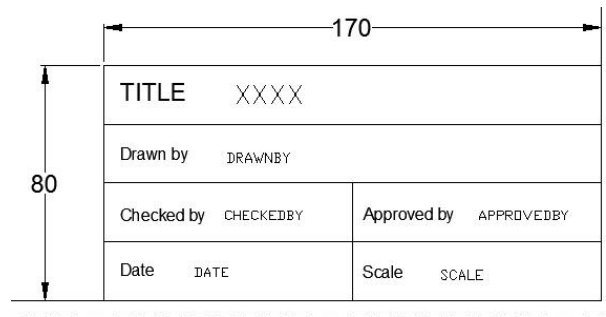 170
TITLE XXXX
Drawn by DRAWNBY
80
Checked by CHECKEDBY Approved by APPROVEDBY
Date DATE Scale SCALE